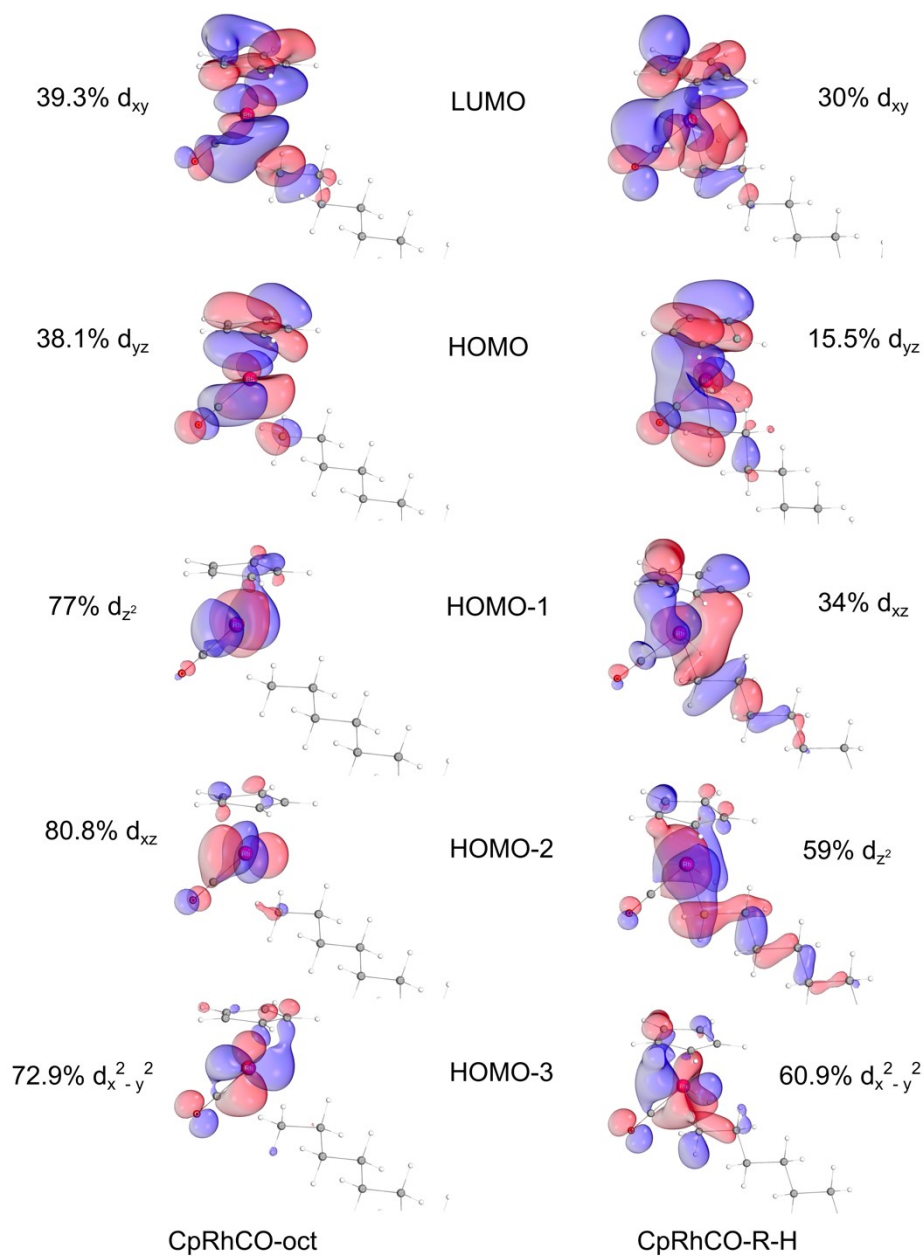 39.3% dxy LUMO 30% dxy
38.1% dyz HOMO 15.5% dyz
77% dz² HOMO-1 34% dxz
80.8% dxz HOMO-2 59% dz²
72.9% dx²-y² HOMO-3 60.9% dx²-y²
CpRhCO-oct CpRhCO-R-H